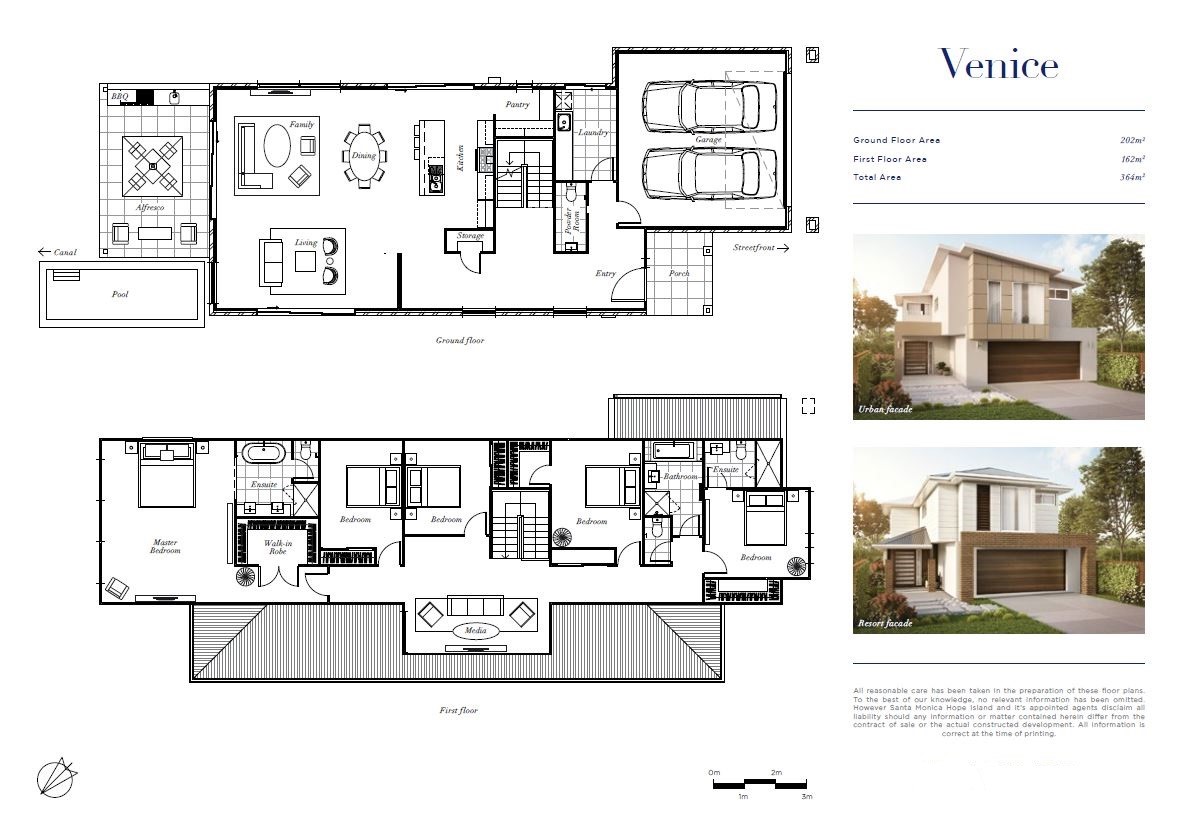 Venice
Ground Floor Area 202m²
First Floor Area 162m²
Total Area 364m²
BBQ
Family
Dining
Kitchen
Pantry
Laundry
Garage
Alfresco
Powder
Room
Storage
Living
Canal
Streetfront
Pool
Entry
Porch
Ground floor
Urban facade
Ensuite
Bathroom
Ensuite
Bedroom
Bedroom
Bedroom
Master
Bedroom
Walk-in
Robe
Bedroom
Media
Resort facade
First floor
All reasonable care has been taken in the preparation of these floor plans.
To the best of our knowledge, no relevant information has been omitted.
However Santa Monica Hope Island and it's appointed agents disclaim all
liability should any information or matter contained herein differ from the
contract of sale or the actual constructed development. All information is
correct at the time of printing.
0m 2m
1m 3m